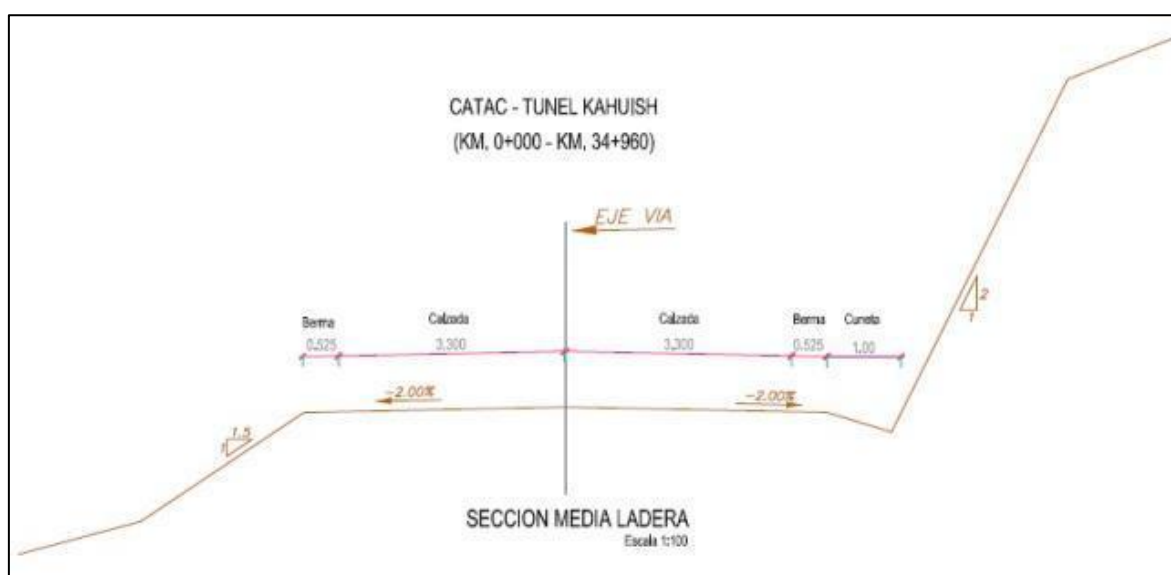 CATAC - TUNEL KAHUISH
(KM, 0+000 - KM, 34+960)
EJE VIA
Berma Calzada Calzada Berma Cuneta
0.525 3.300 3.300 0.525 1.00
2
1
-2.00% -2.00%
1.5
1
SECCION MEDIA LADERA
Escala 1:100